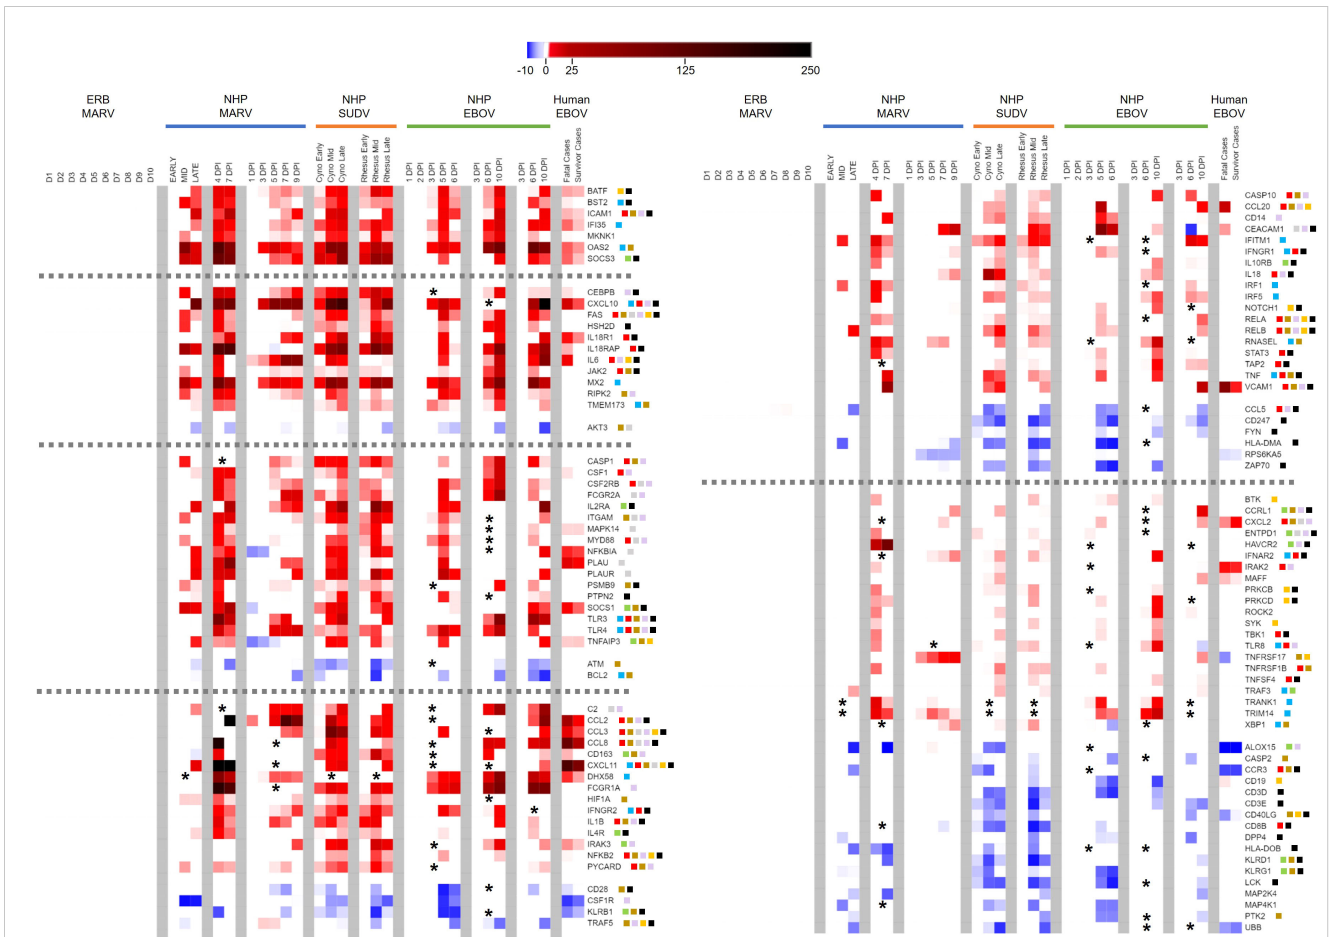 -10 0 25 125 250
ERB MARV
NHP MARV
NHP SUDV
NHP EBOV
Human EBOV
ERB MARV
NHP MARV
NHP SUDV
NHP EBOV
Human EBOV
D1 D2 D3 D4 D5 D6 D7 D8 D9 D10
EARLY MID LATE
4 DPI 7 DPI
1 DPI 3 DPI 5 DPI 7 DPI 9 DPI
Cyno Early Cyno Mid Cyno Late
Rhesus Early Rhesus Mid Rhesus Late
1 DPI 2 DPI 3 DPI 5 DPI 6 DPI
3 DPI 6 DPI 10 DPI
3 DPI 6 DPI 10 DPI
Fatal Cases Survivor Cases
BATF
BST2
ICAM1
IFI35
MKNK1
OAS2
SOCS3
CEBPB
CXCL10
FAS
HSH2D
IL18R1
IL18RAP
IL6
JAK2
MX2
RIPK2
TMEM173
AKT3
CASP1
CSF1
CSF2RB
FCGR2A
IL2RA
ITGAM
MAPK14
MYD88
NFKBIA
PLAU
PLAUR
PSMB9
PTPN2
SOCS1
TLR3
TLR4
TNFAIP3
ATM
BCL2
C2
CCL2
CCL3
CCL8
CD163
CXCL11
DHX58
FCGR1A
HIF1A
IFNGR2
IL1B
IL4R
IRAK3
NFKB2
PYCARD
CD28
CSF1R
KLRB1
TRAF5
D1 D2 D3 D4 D5 D6 D7 D8 D9 D10
EARLY MID LATE
4 DPI 7 DPI
1 DPI 3 DPI 5 DPI 7 DPI 9 DPI
Cyno Early Cyno Mid Cyno Late
Rhesus Early Rhesus Mid Rhesus Late
1 DPI 2 DPI 3 DPI 5 DPI 6 DPI
3 DPI 6 DPI 10 DPI
3 DPI 6 DPI 10 DPI
Fatal Cases Survivor Cases
CASP10
CCL20
CD14
CEACAM1
IFITM1
IFNGR1
IL10RB
IL18
IRF1
IRF5
NOTCH1
RELA
RELB
RNASEL
STAT3
TAP2
TNF
VCAM1
CCL5
CD247
FYN
HLA-DMA
RPS6KA5
ZAP70
BTK
CCRL1
CXCL2
ENTPD1
HAVCR2
IFNAR2
IRAK2
MAFF
PRKCB
PRKCD
ROCK2
SYK
TBK1
TLR8
TNFRSF17
TNFRSF1B
TNFSF4
TRAF3
TRANK1
TRIM14
XBP1
ALOX15
CASP2
CCR3
CD19
CD3D
CD3E
CD40LG
CD8B
DPP4
HLA-DOB
KLRD1
KLRG1
LCK
MAP2K4
MAP4K1
PTK2
UBB